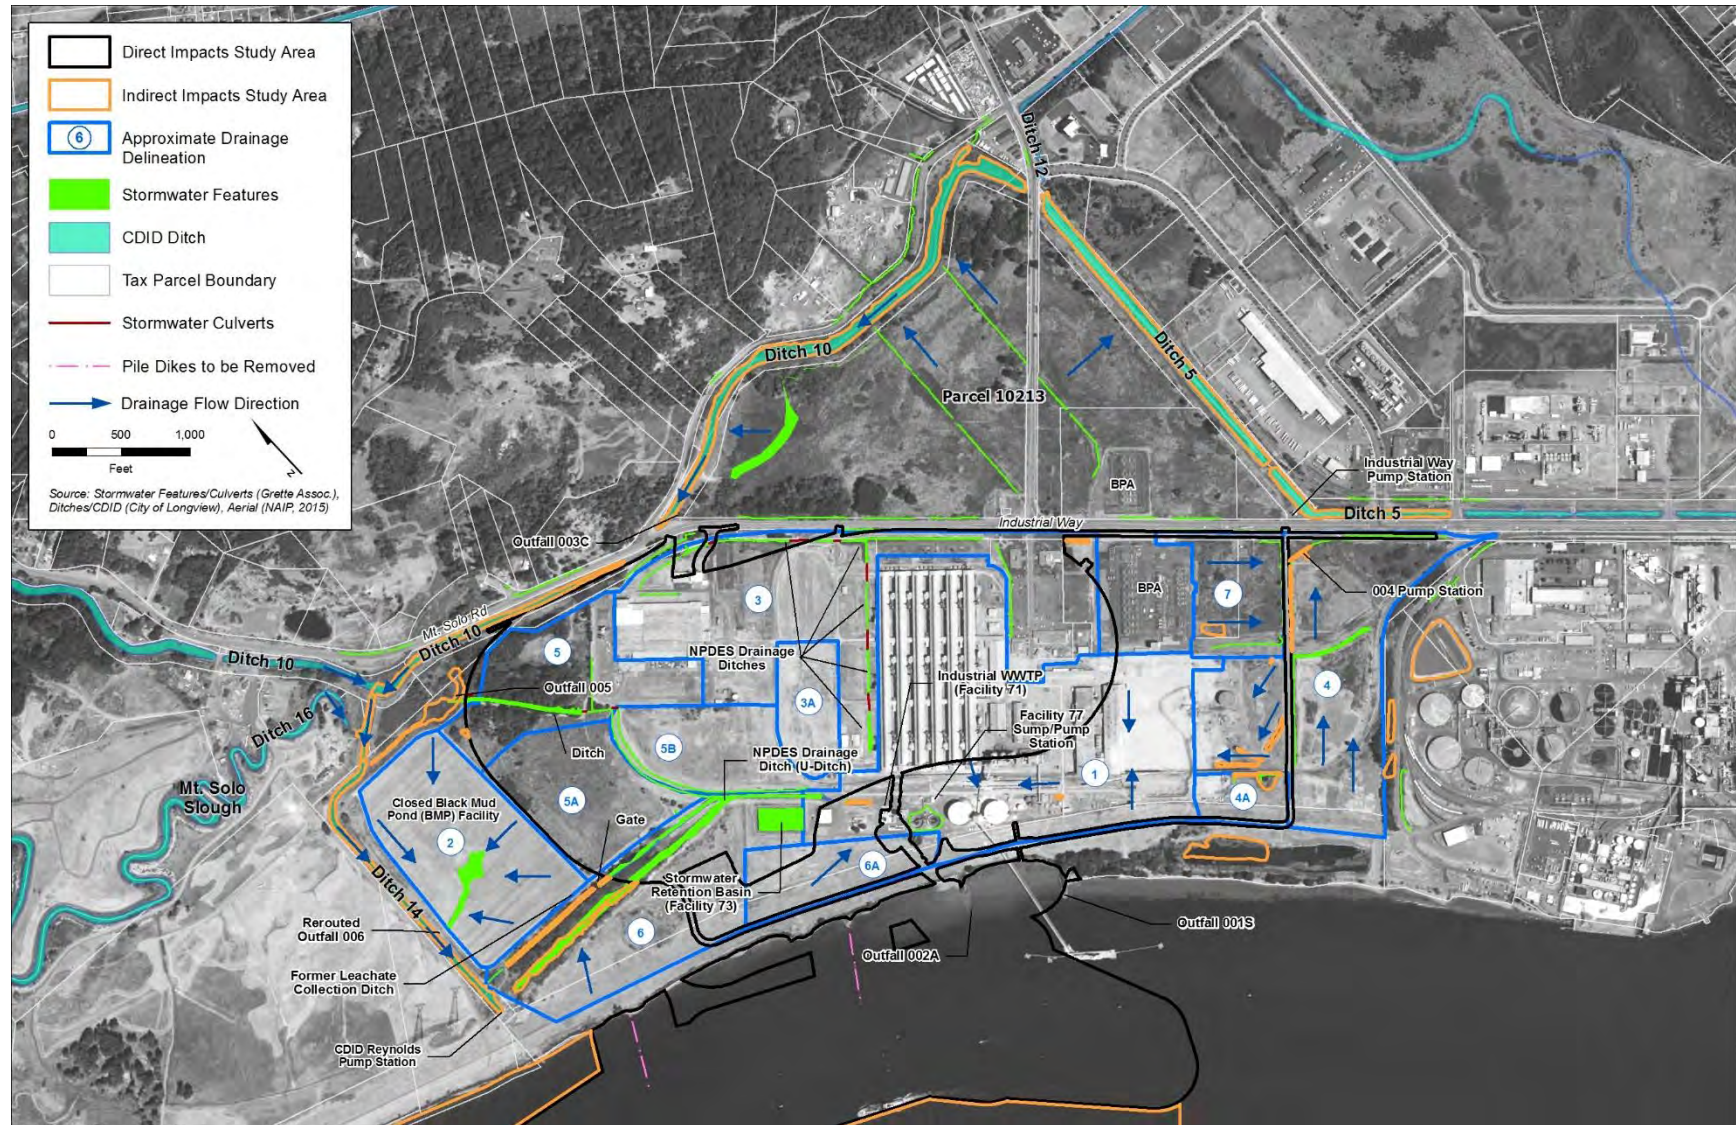 Direct Impacts Study Area
Indirect Impacts Study Area
6
Approximate Drainage
Delineation
Stormwater Features
CDID Ditch
Tax Parcel Boundary
Stormwater Culverts
Pile Dikes to be Removed
Drainage Flow Direction
0 500 1,000
Feet
N
Source: Stormwater Features/Culverts (Grette Assoc.),
Ditches/CDID (City of Longview), Aerial (NAIP, 2015)
Ditch 12
Ditch 10
Ditch 5
Parcel 10213
BPA
Industrial Way
Pump Station
Ditch 5
Industrial Way
Outfall 003C
Mt. Solo Rd
Ditch 10
Ditch 10
3
BPA
7
004 Pump Station
5
NPDES Drainage
Ditches
Industrial WWTP
(Facility 71)
Outfall 005
4
3A
Ditch 16
Facility 77
Sump/Pump
Station
Ditch
5B
NPDES Drainage
Ditch (U-Ditch)
1
Mt. Solo
Slough
Closed Black Mud
Pond (BMP) Facility
5A
4A
2
Gate
6A
Ditch 14
Stormwater
Retention Basin
(Facility 73)
Rerouted
Outfall 006
6
Outfall 001S
Outfall 002A
Former Leachate
Collection Ditch
CDID Reynolds
Pump Station